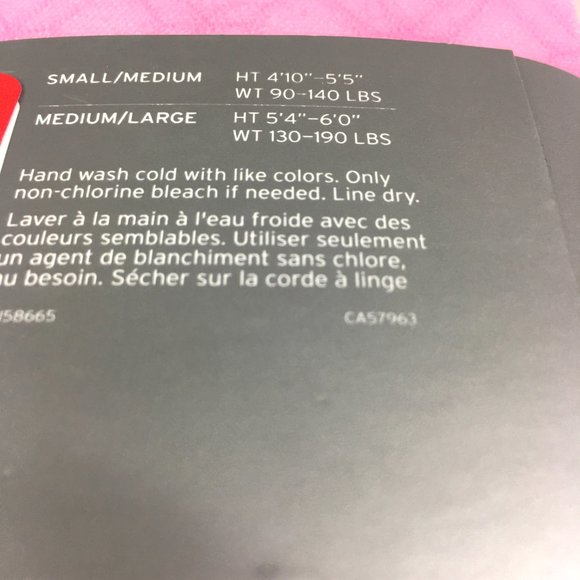 SMALL/MEDIUM HT 4'10"–5'5"
WT 90–140 LBS
MEDIUM/LARGE HT 5'4"–6'0"
WT 130–190 LBS
Hand wash cold with like colors. Only
non-chlorine bleach if needed. Line dry.
Laver à la main à l'eau froide avec des
couleurs semblables. Utiliser seulement
un agent de blanchiment sans chlore,
au besoin. Sécher sur la corde à linge
58665 CA57963